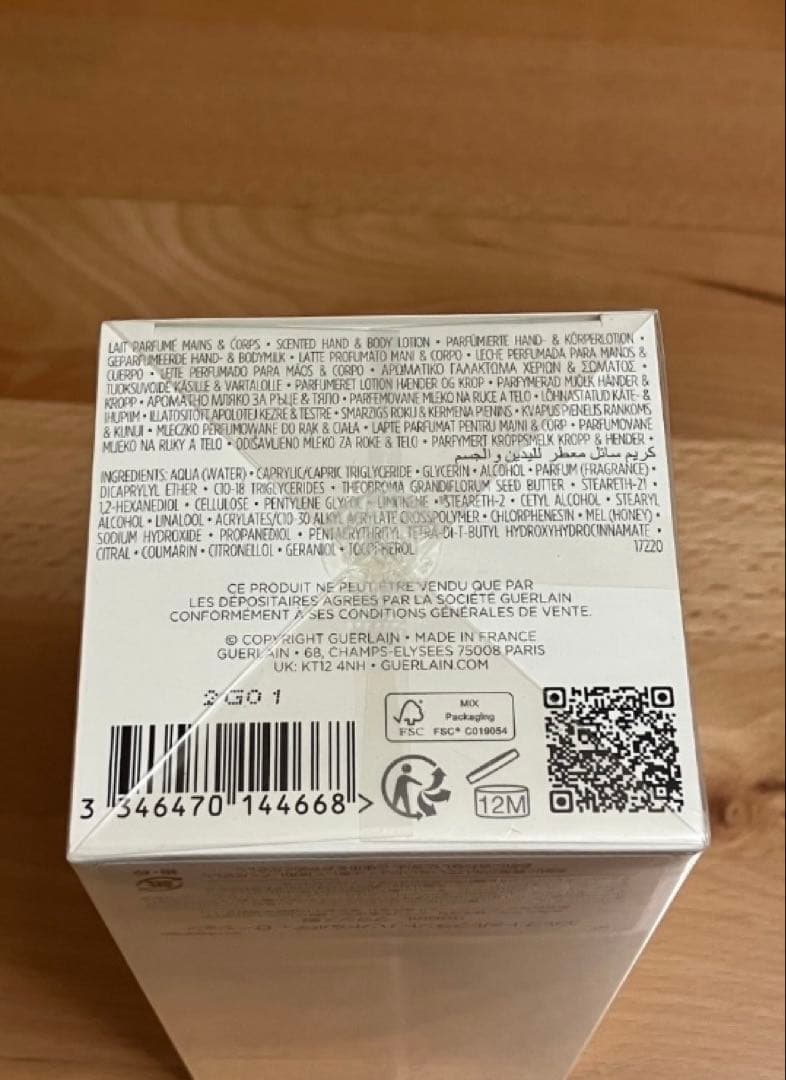 LAIT PARFUMÉ MAINS & CORPS • SCENTED HAND & BODY LOTION • PARFÜMIERTE HAND- & KÖRPERLOTION •
GEPARFUMEERDE HAND- & BODYMILK • LATTE PROFUMATO MANI & CORPO • LECHE PERFUMADA PARA MANOS &
CUERPO • LEITE PERFUMADO PARA MÃOS & CORPO • ΑΡΩΜΑΤΙΚΟ ΓΑΛΑΚΤΩΜΑ ΧΕΡΙΩΝ & ΣΩΜΑΤΟΣ •
TUOKSUVOIDE KÄSILLE & VARTALOLLE • PARFUMERET LOTION HÆNDER OG KROP • PARFYMERAD MJÖLK HÄNDER &
KROPP • АРОМАТНО МЛЯКО ЗА РЪЦЕ & ТЯЛО • PARFEMOVANÉ MLÉKO NA RUCE A TĚLO • LÕHNASTATUD KÄTE- &
IHUPIIM • ILLATOSÍTOTT ÁPOLÓTEJ KÉZRE & TESTRE • SMARŽĪGS ROKU & ĶERMEŅA PIENIŅŠ • KVAPUS PIENELIS RANKOMS
& KŪNUI • MLECZKO PERFUMOWANE DO RĄK & CIAŁA • LAPTE PARFUMAT PENTRU MÂINI & CORP • PARFUMOVANÉ
MLIEKO NA RUKY A TELO • ODIŠAVLJENO MLEKO ZA ROKE & TELO • PARFYMERT KROPPSMELK KROPP & HENDER •
كريم سائل معطر لليدين و الجسم
INGREDIENTS: AQUA (WATER) • CAPRYLIC/CAPRIC TRIGLYCERIDE • GLYCERIN • ALCOHOL • PARFUM (FRAGRANCE) •
DICAPRYLYL ETHER • C10-18 TRIGLYCERIDES • THEOBROMA GRANDIFLORUM SEED BUTTER • STEARETH-21 •
1,2-HEXANEDIOL • CELLULOSE • PENTYLENE GLYCOL • LIMONENE • STEARETH-2 • CETYL ALCOHOL • STEARYL
ALCOHOL • LINALOOL • ACRYLATES/C10-30 ALKYL ACRYLATE CROSSPOLYMER • CHLORPHENESIN • MEL (HONEY) •
SODIUM HYDROXIDE • PROPANEDIOL • PENTAERYTHRITYL TETRA-DI-T-BUTYL HYDROXYHYDROCINNAMATE •
CITRAL • COUMARIN • CITRONELLOL • GERANIOL • TOCOPHEROL 17220
CE PRODUIT NE PEUT ÊTRE VENDU QUE PAR
LES DÉPOSITAIRES AGRÉÉS PAR LA SOCIÉTÉ GUERLAIN
CONFORMÉMENT À SES CONDITIONS GÉNÉRALES DE VENTE.
© COPYRIGHT GUERLAIN • MADE IN FRANCE
GUERLAIN • 68, CHAMPS-ELYSEES 75008 PARIS
UK: KT12 4NH • GUERLAIN.COM
2G01
MIX
Packaging
FSC FSC® C019054
12M
3 346470 144668 >